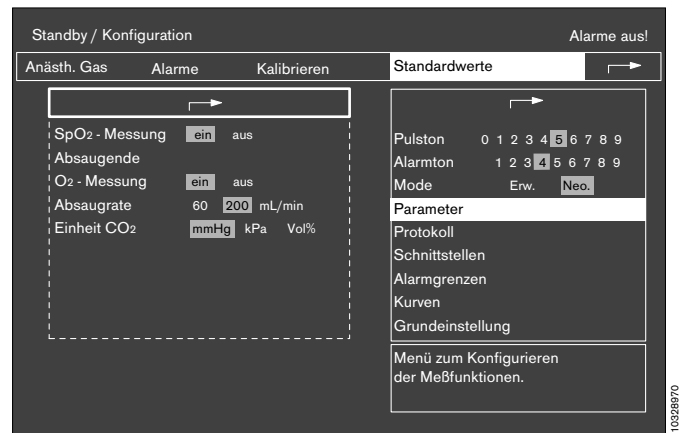 Standby / Konfiguration Alarme aus!
Anästh. Gas Alarme Kalibrieren Standardwerte
SpO2 - Messung ein aus
Absaugende
O2 - Messung ein aus
Absaugrate 60 200 mL/min
Einheit CO2 mmHg kPa Vol%
Pulston 0 1 2 3 4 5 6 7 8 9
Alarmton 1 2 3 4 5 6 7 8 9
Mode Erw. Neo.
Parameter
Protokoll
Schnittstellen
Alarmgrenzen
Kurven
Grundeinstellung
Menü zum Konfigurieren
der Meßfunktionen.
10328970